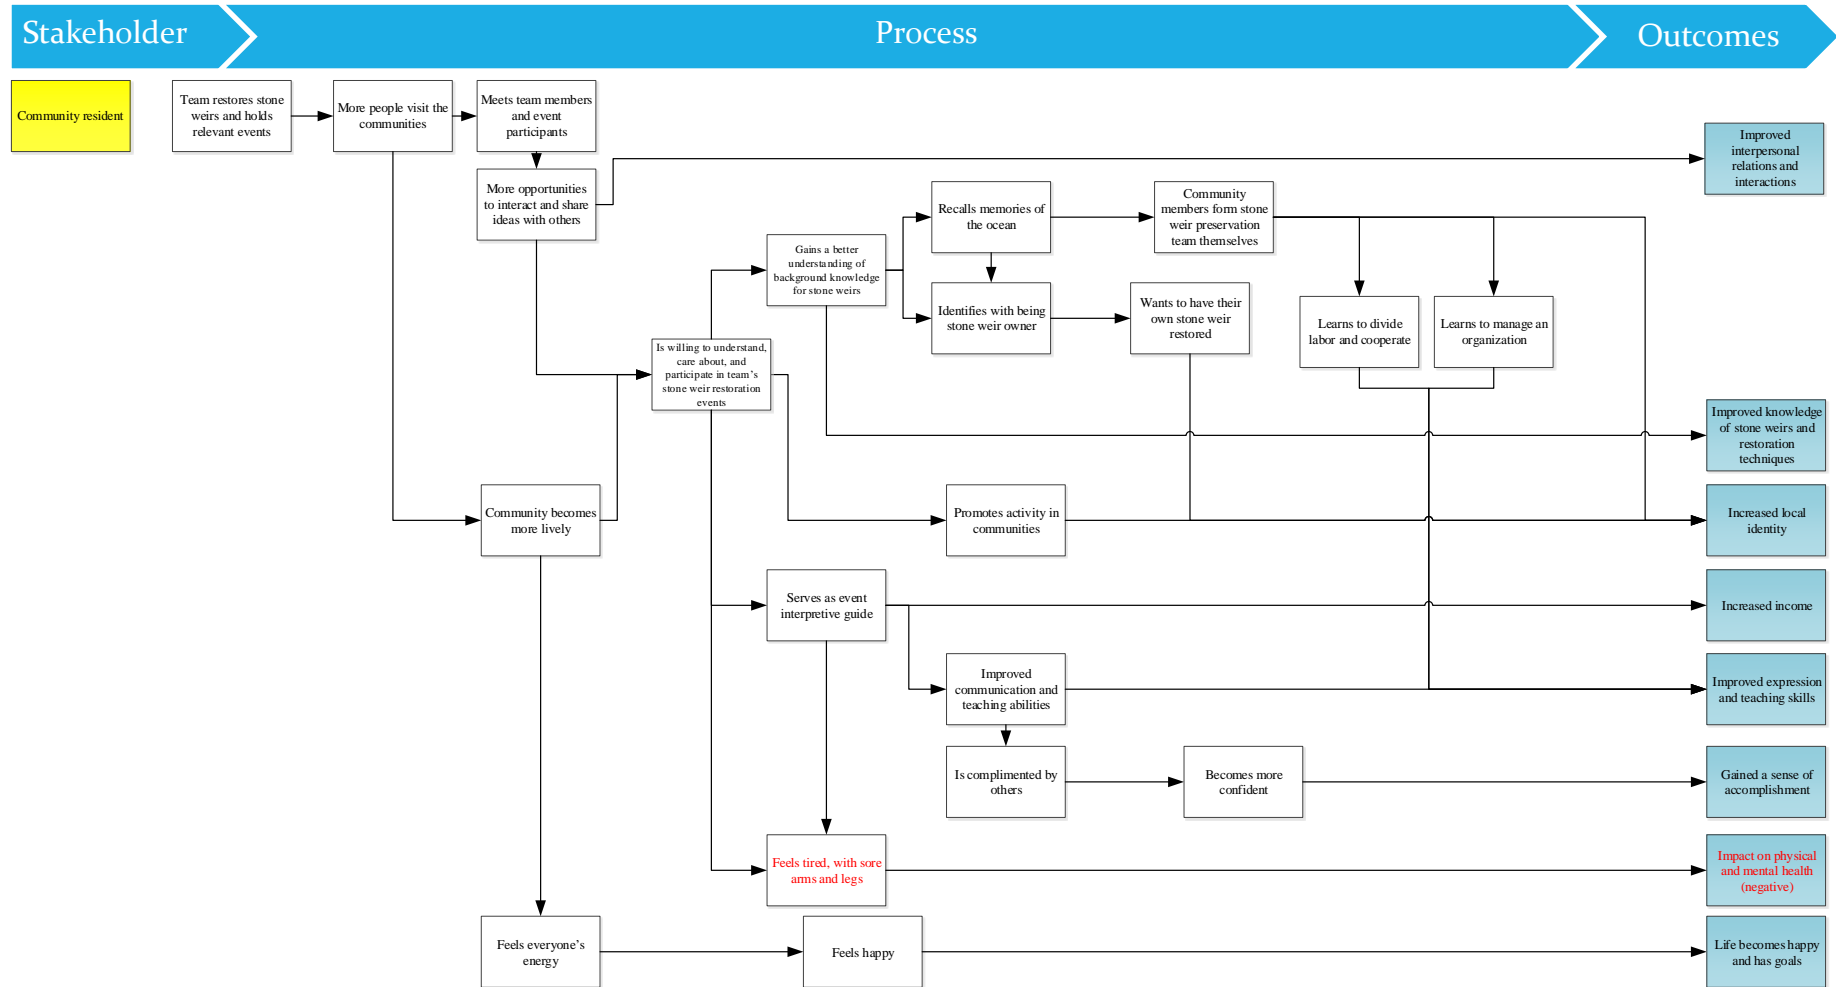 Stakeholder
Process
Outcomes
Community resident
Team restores stone
weirs and holds
relevant events
More people visit the
communities
Meets team members
and event
participants
More opportunities
to interact and share
ideas with others
Improved
interpersonal
relations and
interactions
Gains a better
understanding of
background knowledge
for stone weirs
Recalls memories of
the ocean
Community
members form stone
weir preservation
team themselves
Identifies with being
stone weir owner
Wants to have their
own stone weir
restored
Learns to divide
labor and cooperate
Learns to manage an
organization
Is willing to understand,
care about, and
participate in team's
stone weir restoration
events
Improved knowledge
of stone weirs and
restoration
techniques
Community becomes
more lively
Promotes activity in
communities
Increased local
identity
Serves as event
interpretive guide
Increased income
Improved
communication and
teaching abilities
Improved expression
and teaching skills
Is complimented by
others
Becomes more
confident
Gained a sense of
accomplishment
Feels tired, with sore
arms and legs
Impact on physical
and mental health
(negative)
Feels everyone's
energy
Feels happy
Life becomes happy
and has goals